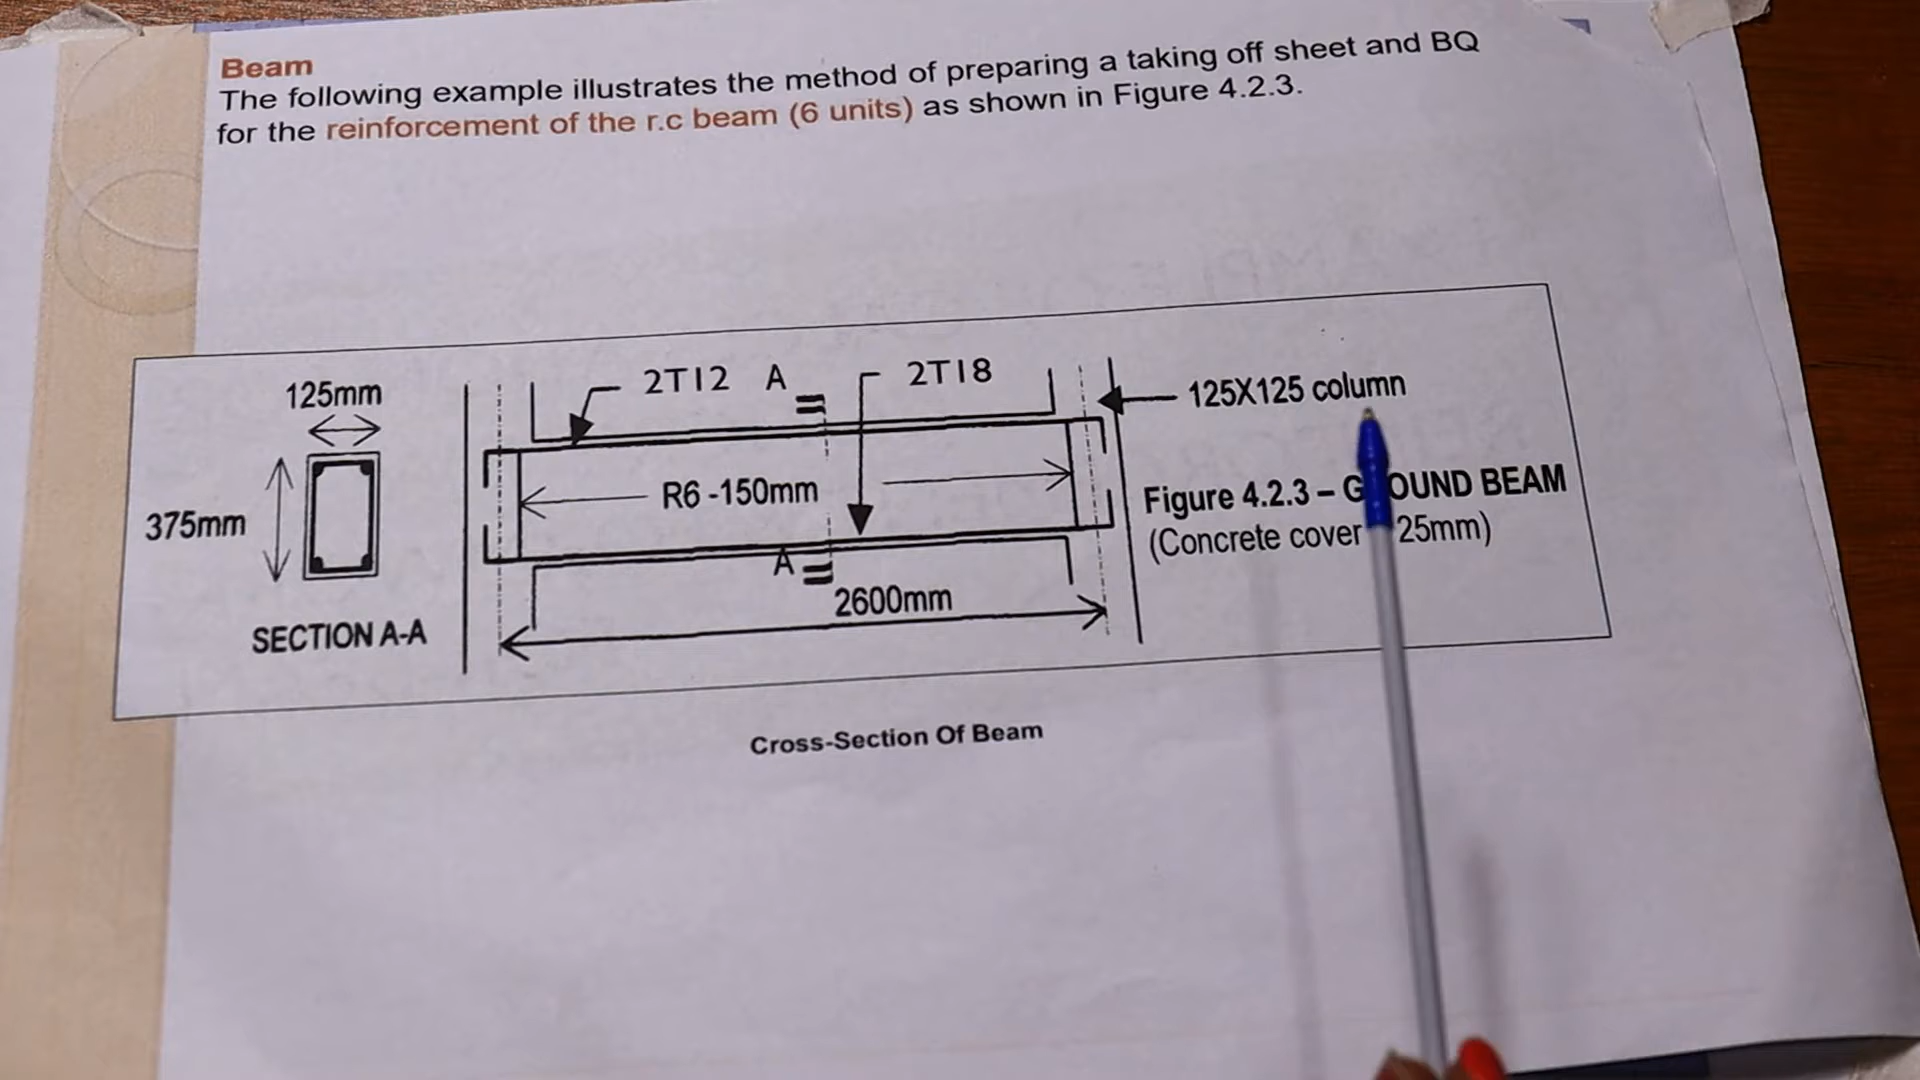 Beam
The following example illustrates the method of preparing a taking off sheet and BQ
for the reinforcement of the r.c beam (6 units) as shown in Figure 4.2.3.
125mm
375mm
SECTION A-A
2T12
A
2T18
125X125 column
R6 -150mm
A
2600mm
Figure 4.2.3 – G OUND BEAM
(Concrete cover 25mm)
Cross-Section Of Beam